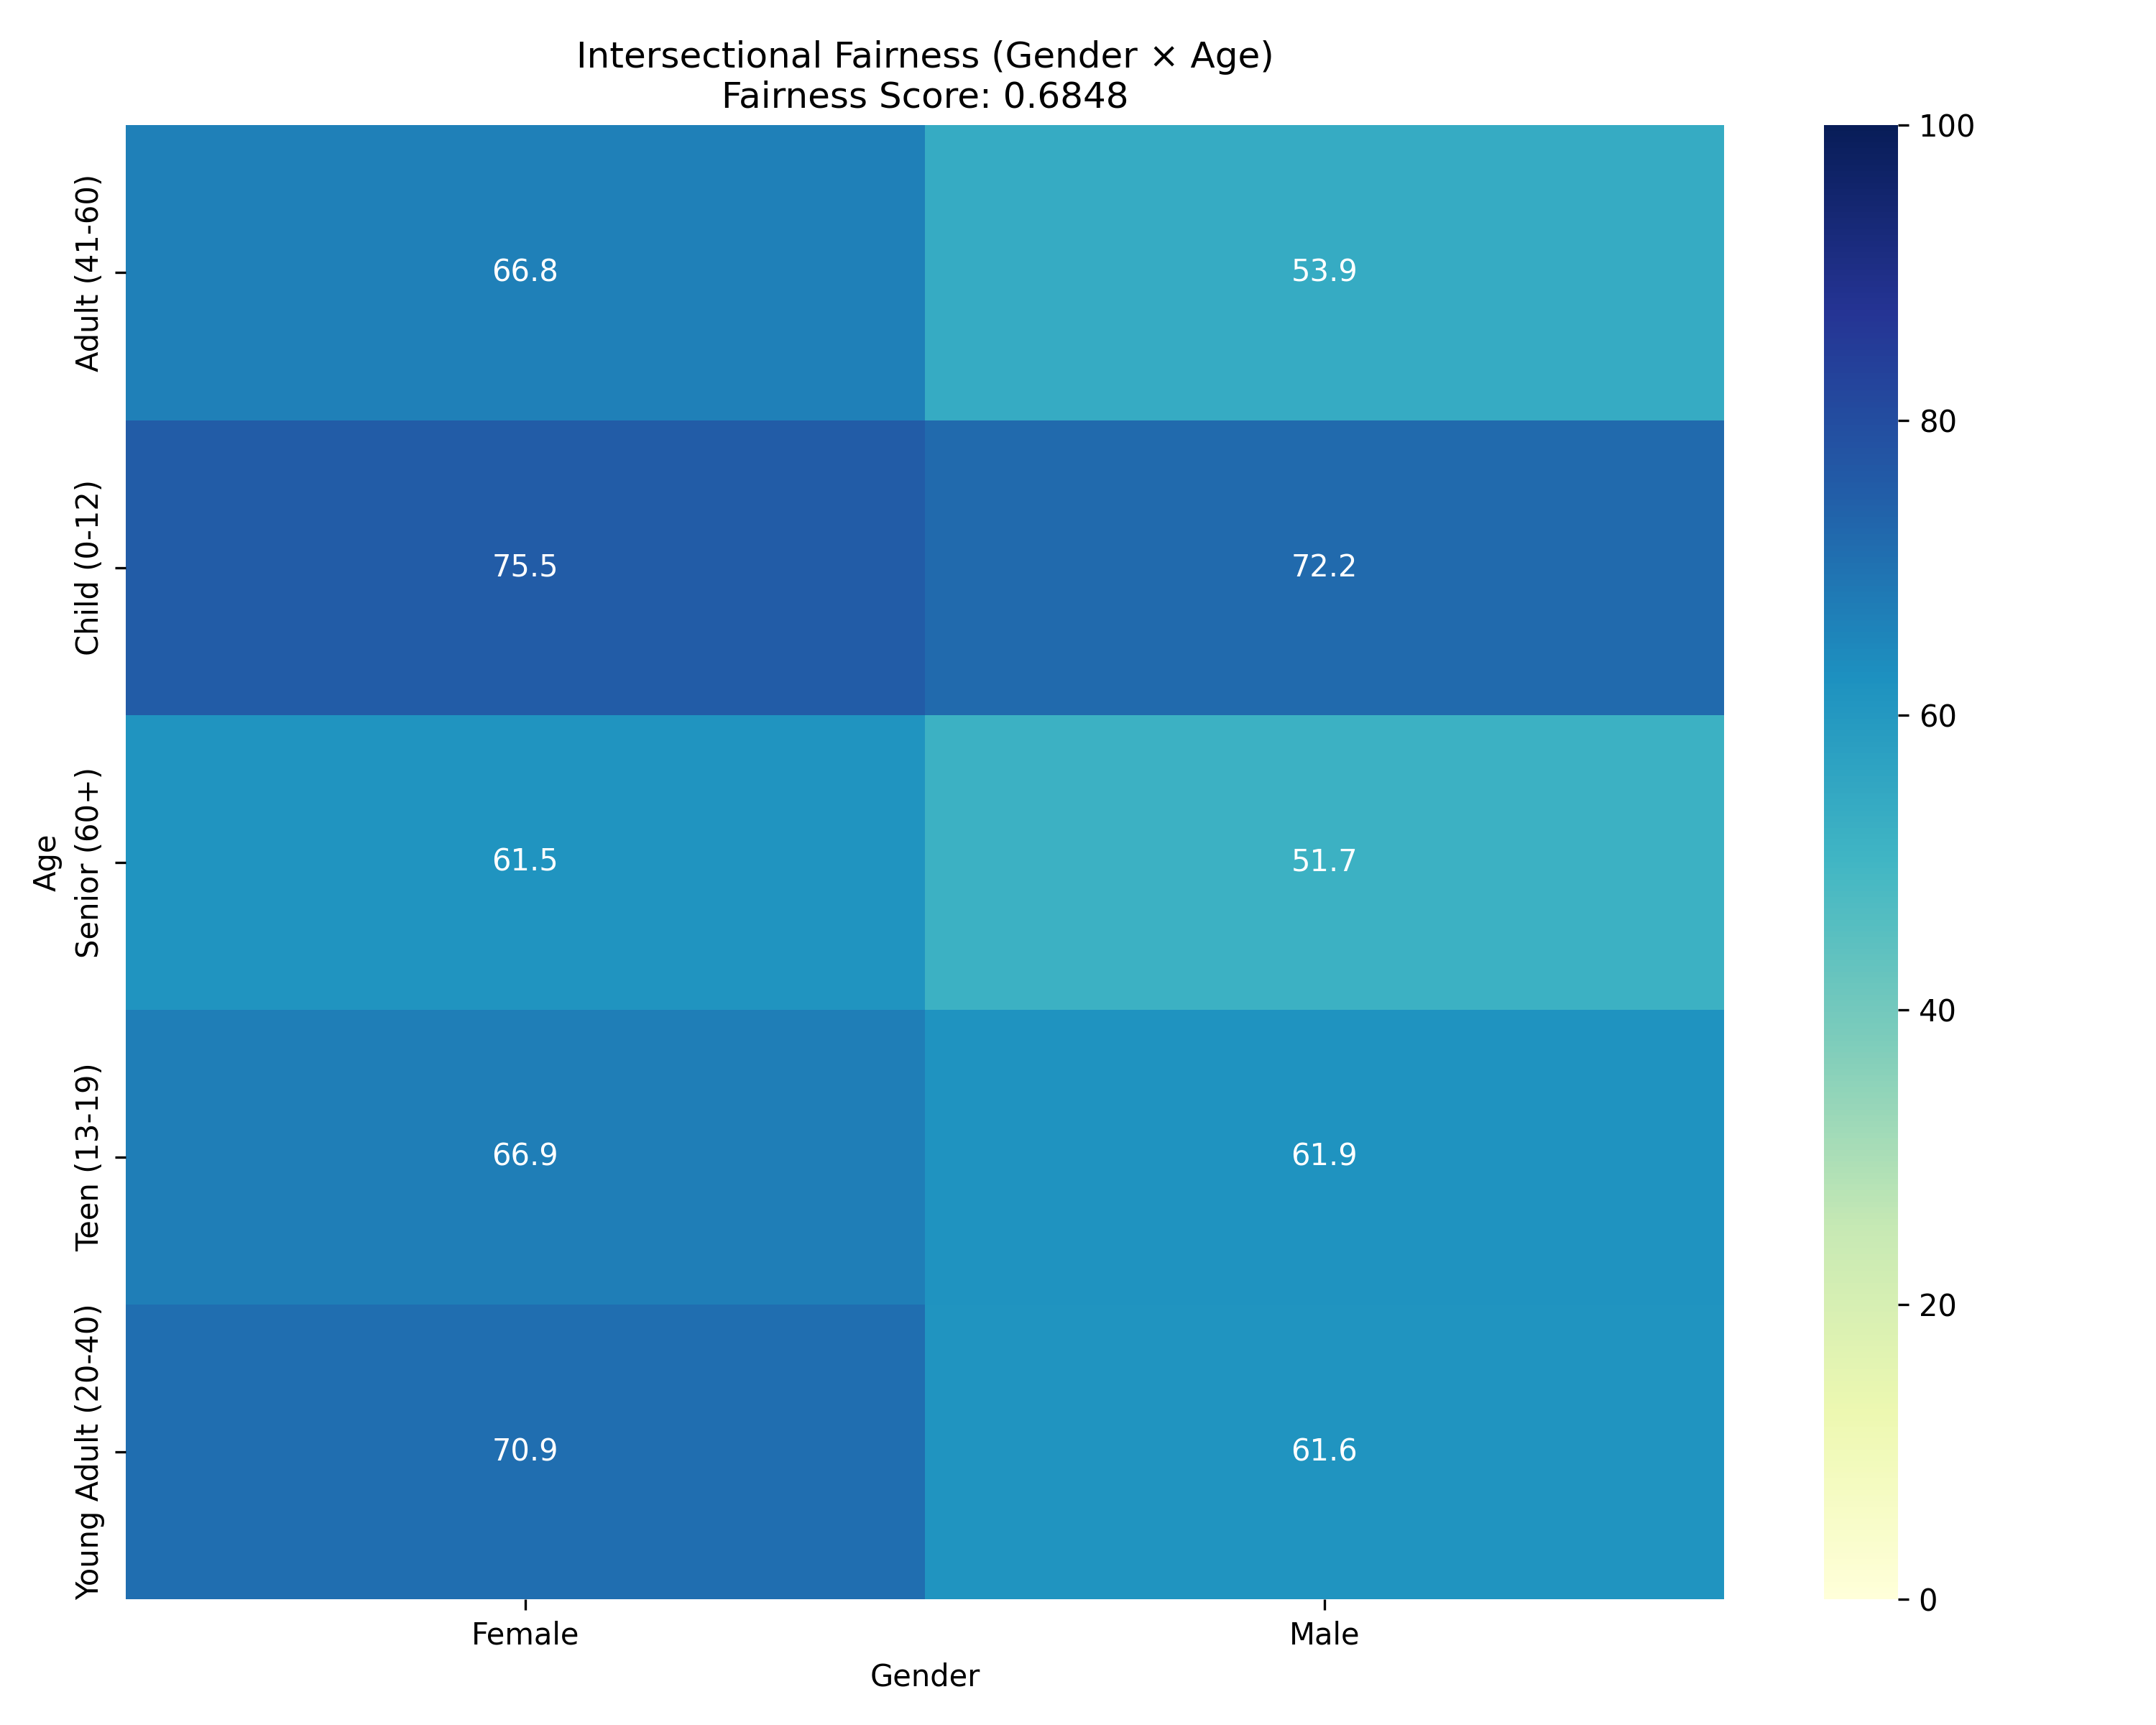 Intersectional Fairness (Gender × Age)
Fairness Score: 0.6848
Age
Adult (41-60)
66.8
53.9
Child (0-12)
75.5
72.2
Senior (60+)
61.5
51.7
Teen (13-19)
66.9
61.9
Young Adult (20-40)
70.9
61.6
Female
Male
Gender
100
80
60
40
20
0